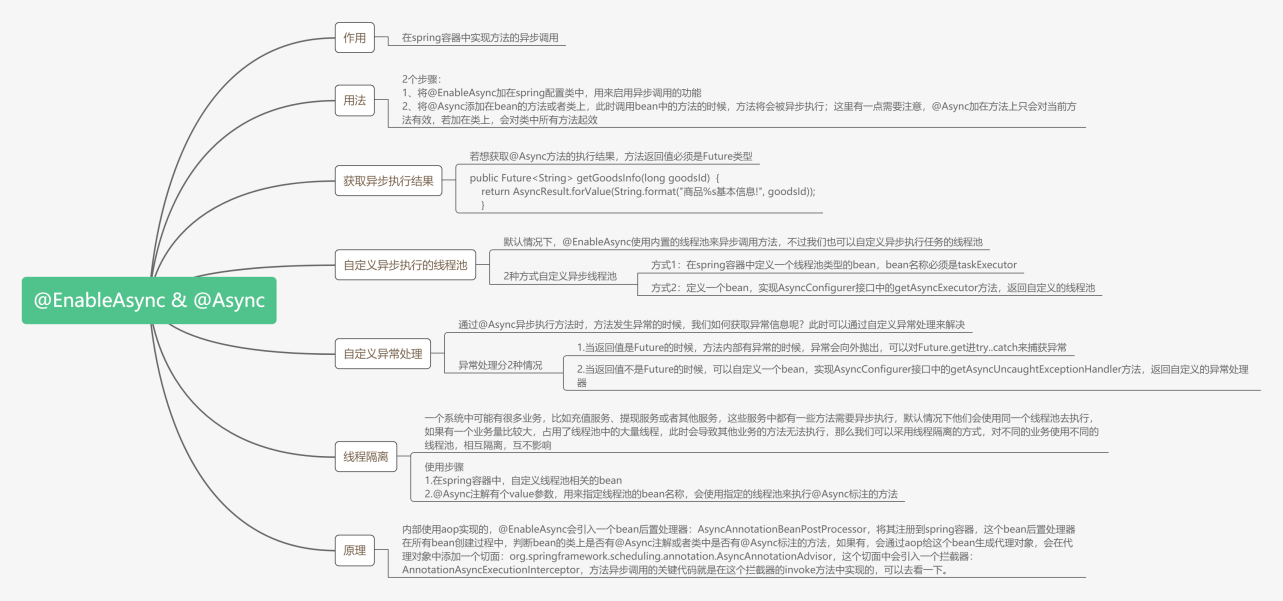 @EnableAsync & @Async
作用
在spring容器中实现方法的异步调用
用法
2个步骤：
1、将@EnableAsync加在spring配置类中，用来启用异步调用的功能
2、将@Async添加在bean的方法或者类上，此时调用bean中的方法的时候，方法将会被异步执行；这里有一点需要注意，@Async加在方法上只会对当前方
法有效，若加在类上，会对类中所有方法起效
获取异步执行结果
若想获取@Async方法的执行结果，方法返回值必须是Future类型
public Future<String> getGoodsInfo(long goodsId)  {
return AsyncResult.forValue(String.format("商品%s基本信息!", goodsId));
}
自定义异步执行的线程池
默认情况下，@EnableAsync使用内置的线程池来异步调用方法，不过我们也可以自定义异步执行任务的线程池
2种方式自定义异步线程池
方式1：在spring容器中定义一个线程池类型的bean，bean名称必须是taskExecutor
方式2：定义一个bean，实现AsyncConfigurer接口中的getAsyncExecutor方法，返回自定义的线程池
自定义异常处理
通过@Async异步执行方法时，方法发生异常的时候，我们如何获取异常信息呢？此时可以通过自定义异常处理来解决
异常处理分2种情况
1.当返回值是Future的时候，方法内部有异常的时候，异常会向外抛出，可以对Future.get进try..catch来捕获异常
2.当返回值不是Future的时候，可以自定义一个bean，实现AsyncConfigurer接口中的getAsyncUncaughtExceptionHandler方法，返回自定义的异常处理
器
线程隔离
一个系统中可能有很多业务，比如充值服务、提现服务或者其他服务，这些服务中都有一些方法需要异步执行，默认情况下他们会使用同一个线程池去执行，
如果有一个业务量比较大，占用了线程池中的大量线程，此时会导致其他业务的方法无法执行，那么我们可以采用线程隔离的方式，对不同的业务使用不同的
线程池，相互隔离，互不影响
使用步骤
1.在spring容器中，自定义线程池相关的bean
2.@Async注解有个value参数，用来指定线程池的bean名称，会使用指定的线程池来执行@Async标注的方法
原理
内部使用aop实现的，@EnableAsync会引入一个bean后置处理器：AsyncAnnotationBeanPostProcessor，将其注册到spring容器，这个bean后置处理器
在所有bean创建过程中，判断bean的类上是否有@Async注解或者类中是否有@Async标注的方法，如果有，会通过aop给这个bean生成代理对象，会在代
理对象中添加一个切面：org.springframework.scheduling.annotation.AsyncAnnotationAdvisor，这个切面中会引入一个拦截器：
AnnotationAsyncExecutionInterceptor，方法异步调用的关键代码就是在这个拦截器的invoke方法中实现的，可以去看一下。